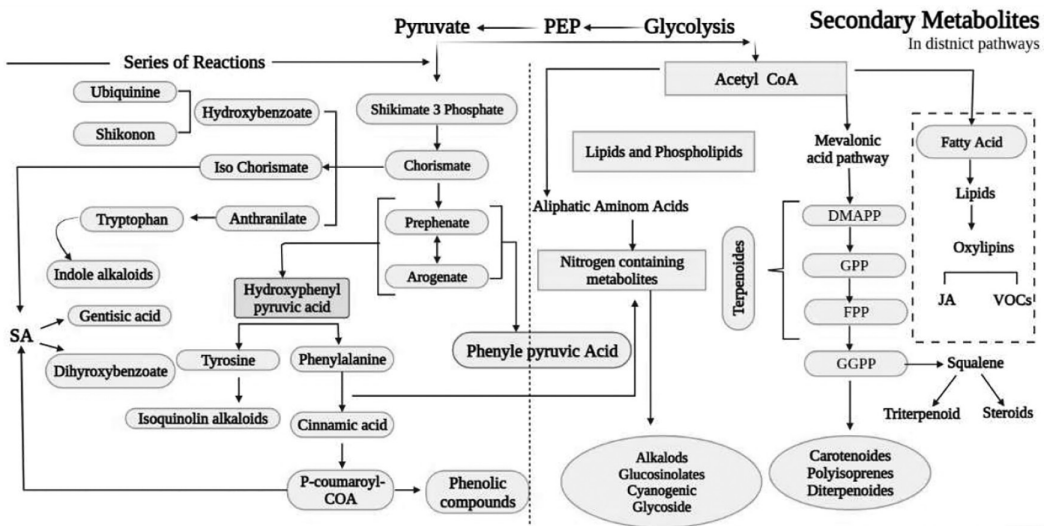 Secondary Metabolites
In distnict pathways
Pyruvate
PEP
Glycolysis
Series of Reactions
Acetyl CoA
Ubiquinine
Hydroxybenzoate
Shikonon
Shikimate 3 Phosphate
Iso Chorismate
Chorismate
Tryptophan
Anthranilate
Prephenate
Arogenate
Indole alkaloids
Hydroxyphenyl
pyruvic acid
SA
Gentisic acid
Dihyroxybenzoate
Tyrosine
Phenylalanine
Phenyle pyruvic Acid
Isoquinolin alkaloids
Cinnamic acid
P-coumaroyl-
COA
Phenolic
compounds
Lipids and Phospholipids
Aliphatic Aminom Acids
Nitrogen containing
metabolites
Alkalods
Glucosinolates
Cyanogenic
Glycoside
Mevalonic
acid pathway
Terpenoides
DMAPP
GPP
FPP
GGPP
Squalene
Triterpenoid
Steroids
Carotenoides
Polyisoprenes
Diterpenoides
Fatty Acid
Lipids
Oxylipins
JA
VOCs